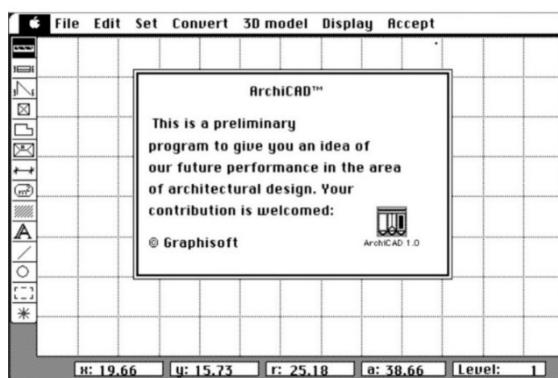 File Edit Set Convert 3D model Display Accept
ArchiCAD™
This is a preliminary
program to give you an idea of
our future performance in the area
of architectural design. Your
contribution is welcomed:
© Graphisoft
ArchiCAD 1.0
A
x: 19.66 y: 15.73 r: 25.18 a: 38.66 Level: 1